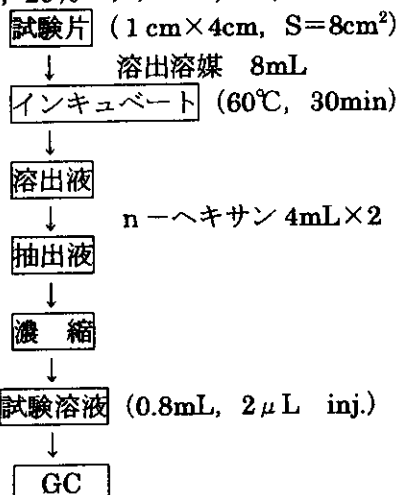 試験片 (1 cm×4cm, S=8cm²)
↓ 溶出溶媒 8mL
インキュベート (60℃, 30min)
↓
溶出液
↓ n－ヘキサン 4mL×2
抽出液
↓
濃 縮
↓
試験溶液 (0.8mL, 2μL inj.)
↓
GC